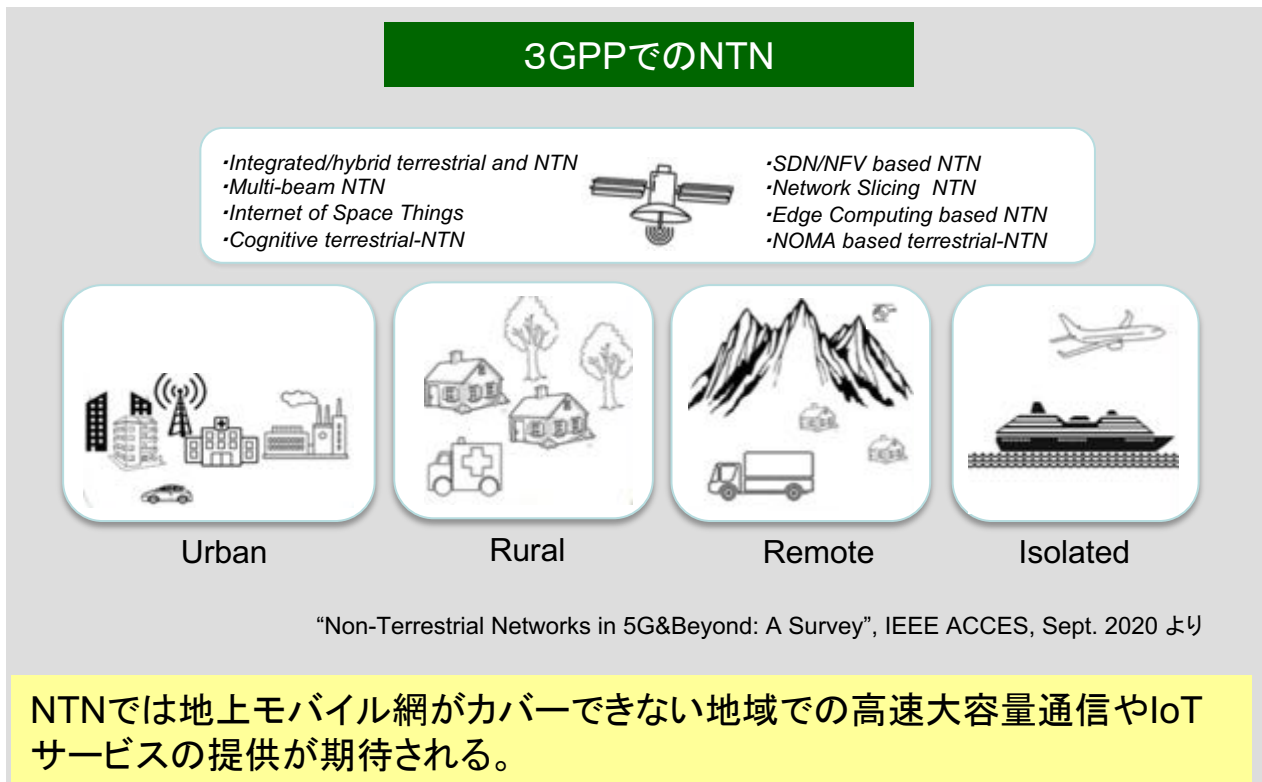 ３GPPでのNTN
・Integrated/hybrid terrestrial and NTN
・Multi-beam NTN
・Internet of Space Things
・Cognitive terrestrial-NTN
・SDN/NFV based NTN
・Network Slicing NTN
・Edge Computing based NTN
・NOMA based terrestrial-NTN
Urban
Rural
Remote
Isolated
“Non-Terrestrial Networks in 5G&Beyond: A Survey”, IEEE ACCES, Sept. 2020 より
NTNでは地上モバイル網がカバーできない地域での高速大容量通信やIoT
サービスの提供が期待される。